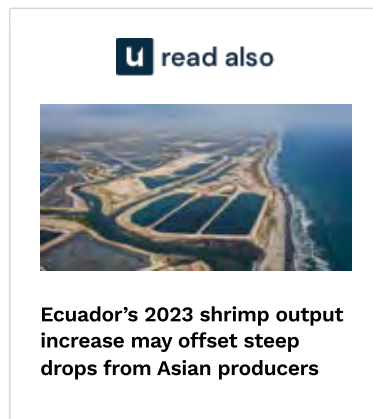 u read also
Ecuador's 2023 shrimp output
increase may offset steep
drops from Asian producers